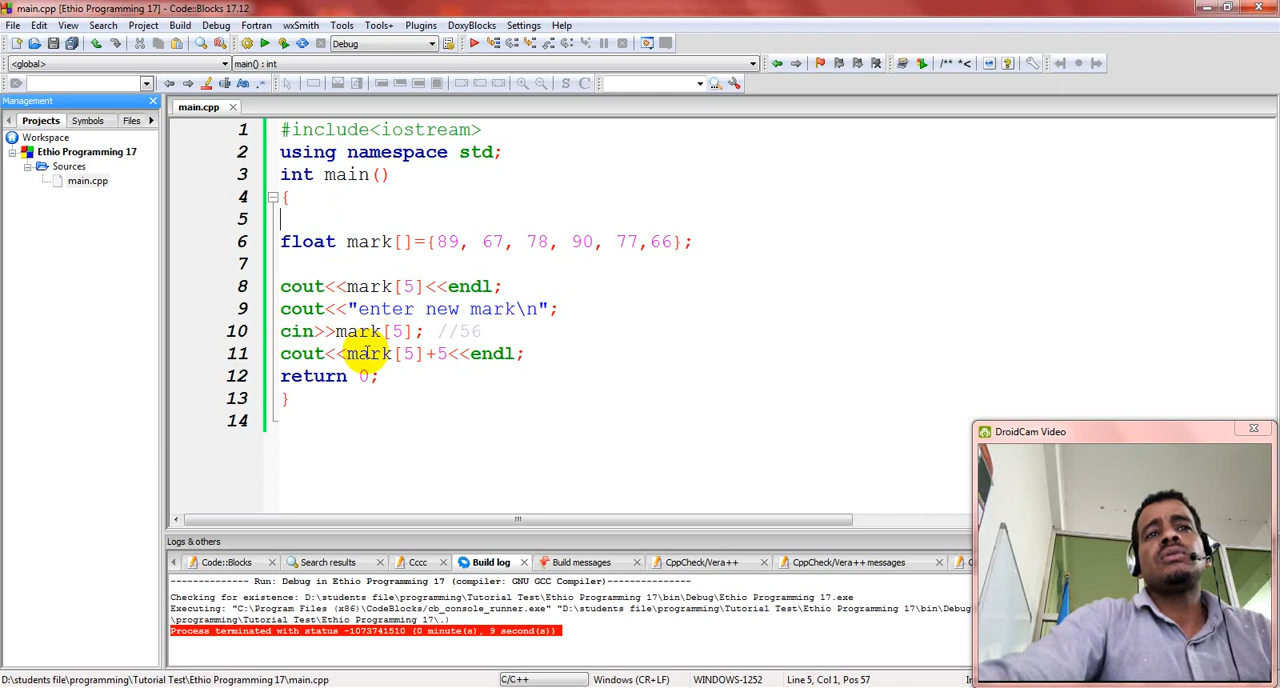 main.cpp [Ethio Programming 17] - Code::Blocks 17.12
File Edit View Search Project Build Debug Fortran wxSmith Tools Tools+ Plugins DoxyBlocks Settings Help
Debug
<global> main() : int
/** *<
S C
Management
Projects Symbols Files
Workspace
Ethio Programming 17
Sources
main.cpp
main.cpp
1 #include<iostream>
2 using namespace std;
3 int main()
4 {
5
6 float mark[]={89, 67, 78, 90, 77,66};
7
8 cout<<mark[5]<<endl;
9 cout<<"enter new mark\n";
10 cin>>mark[5]; //56
11 cout<<mark[5]+5<<endl;
12 return 0;
13 }
14
DroidCam Video
Logs & others
Code::Blocks Search results Cccc Build log Build messages CppCheck/Vera++ CppCheck/Vera++ messages
-------------- Run: Debug in Ethio Programming 17 (compiler: GNU GCC Compiler)---------------
Checking for existence: D:\students file\programming\Tutorial Test\Ethio Programming 17\bin\Debug\Ethio Programming 17.exe
Executing: "C:\Program Files (x86)\CodeBlocks/cb_console_runner.exe" "D:\students file\programming\Tutorial Test\Ethio Programming 17\bin\Debug
\programming\Tutorial Test\Ethio Programming 17\.)
Process terminated with status -1073741510 (0 minute(s), 9 second(s))
D:\students file\programming\Tutorial Test\Ethio Programming 17\main.cpp C/C++ Windows (CR+LF) WINDOWS-1252 Line 5, Col 1, Pos 57